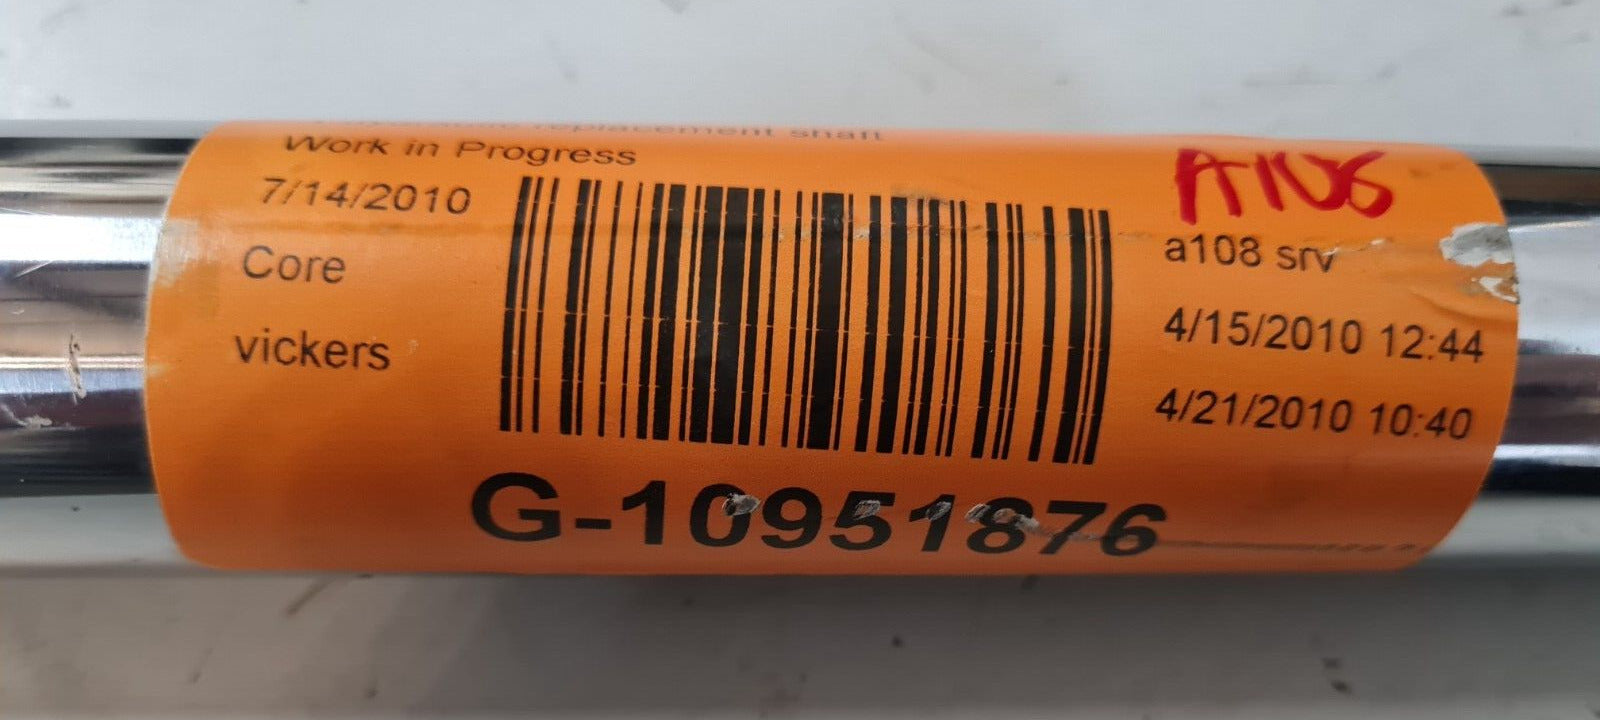 replacement shaft
Work in Progress
7/14/2010
A108
Core
a108 srv
vickers
4/15/2010 12:44
4/21/2010 10:40
G-10951876